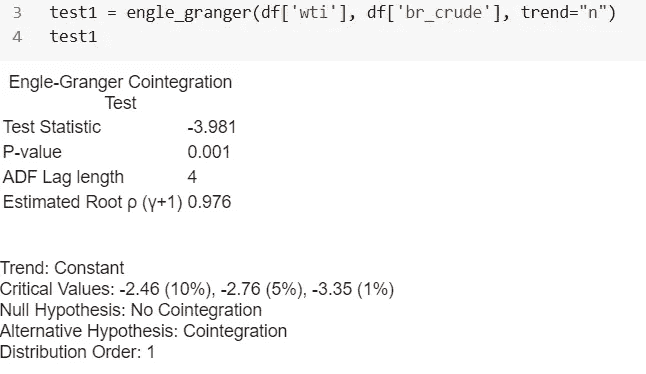 3 test1 = engle_granger(df['wti'], df['br_crude'], trend="n")
4 test1
Engle-Granger Cointegration
Test
Test Statistic -3.981
P-value 0.001
ADF Lag length 4
Estimated Root ρ (γ+1) 0.976
Trend: Constant
Critical Values: -2.46 (10%), -2.76 (5%), -3.35 (1%)
Null Hypothesis: No Cointegration
Alternative Hypothesis: Cointegration
Distribution Order: 1